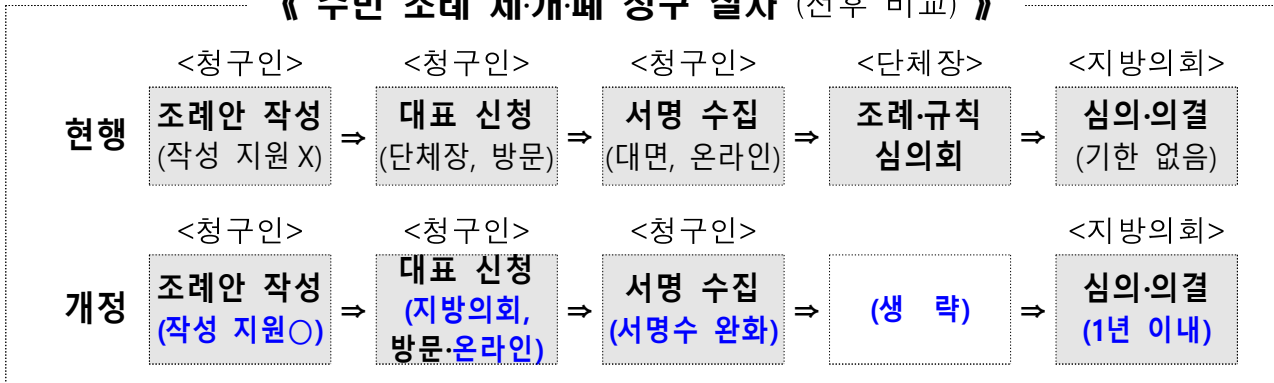 《 주민 조례 제·개·폐 청구 절차 (전후 비교) 》
<청구인> <청구인> <청구인> <단체장> <지방의회>
현행 조례안 작성 ⇒ 대표 신청 ⇒ 서명 수집 ⇒ 조례·규칙 ⇒ 심의·의결
(작성 지원 X) (단체장, 방문) (대면, 온라인) 심의회 (기한 없음)
<청구인> <청구인> <청구인> <지방의회>
개정 조례안 작성 ⇒ 대표 신청 ⇒ 서명 수집 ⇒ (생 략) ⇒ 심의·의결
(작성 지원○) (지방의회, (서명수 완화) (1년 이내)
방문·온라인)